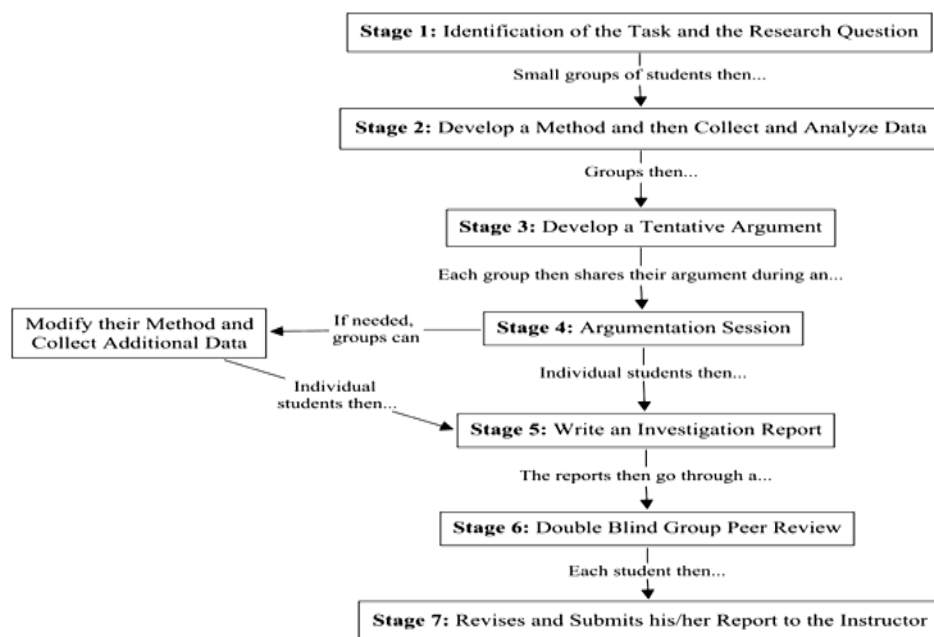 Stage 1: Identification of the Task and the Research Question
Small groups of students then...
Stage 2: Develop a Method and then Collect and Analyze Data
Groups then...
Stage 3: Develop a Tentative Argument
Each group then shares their argument during an...
Modify their Method and
Collect Additional Data
If needed,
groups can
Stage 4: Argumentation Session
Individual students then...
Individual
students then...
Stage 5: Write an Investigation Report
The reports then go through a...
Stage 6: Double Blind Group Peer Review
Each student then...
Stage 7: Revises and Submits his/her Report to the Instructor